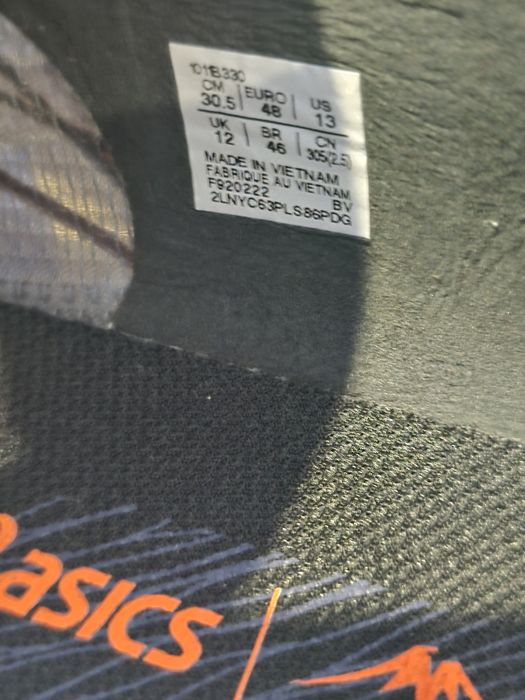 1011B330
CM EURO US
30.5 48 13
UK BR CN
12 46 305(2.5)
MADE IN VIETNAM
FABRIQUE AU VIETNAM
F920222 BV
2LNYC63PLS86PDG
asics